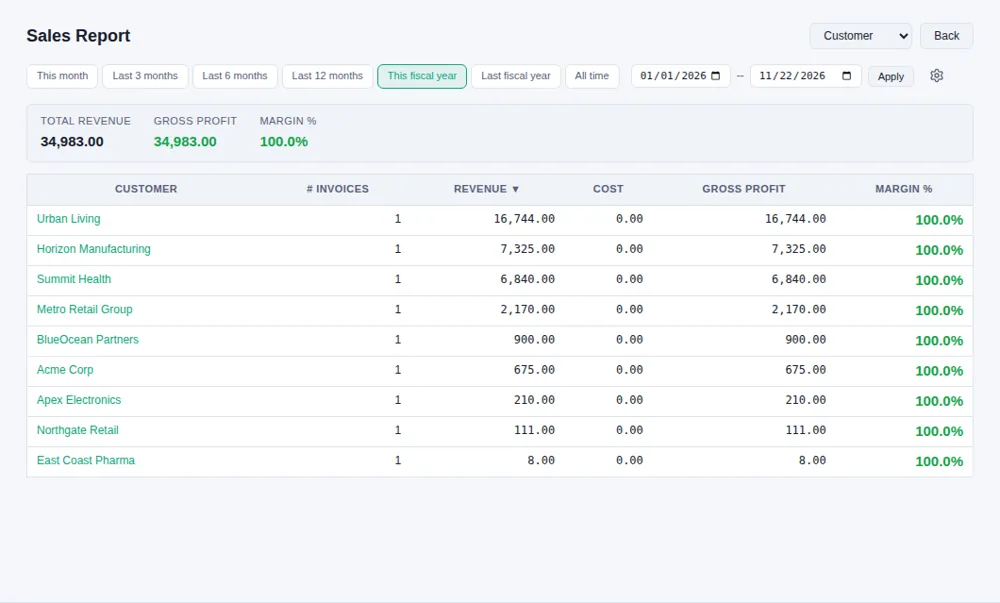 Sales Report
Customer Back
This month Last 3 months Last 6 months Last 12 months This fiscal year Last fiscal year All time 01/01/2026 -- 11/22/2026 Apply
TOTAL REVENUE GROSS PROFIT MARGIN %
34,983.00 34,983.00 100.0%
CUSTOMER # INVOICES REVENUE ▼ COST GROSS PROFIT MARGIN %
Urban Living 1 16,744.00 0.00 16,744.00 100.0%
Horizon Manufacturing 1 7,325.00 0.00 7,325.00 100.0%
Summit Health 1 6,840.00 0.00 6,840.00 100.0%
Metro Retail Group 1 2,170.00 0.00 2,170.00 100.0%
BlueOcean Partners 1 900.00 0.00 900.00 100.0%
Acme Corp 1 675.00 0.00 675.00 100.0%
Apex Electronics 1 210.00 0.00 210.00 100.0%
Northgate Retail 1 111.00 0.00 111.00 100.0%
East Coast Pharma 1 8.00 0.00 8.00 100.0%